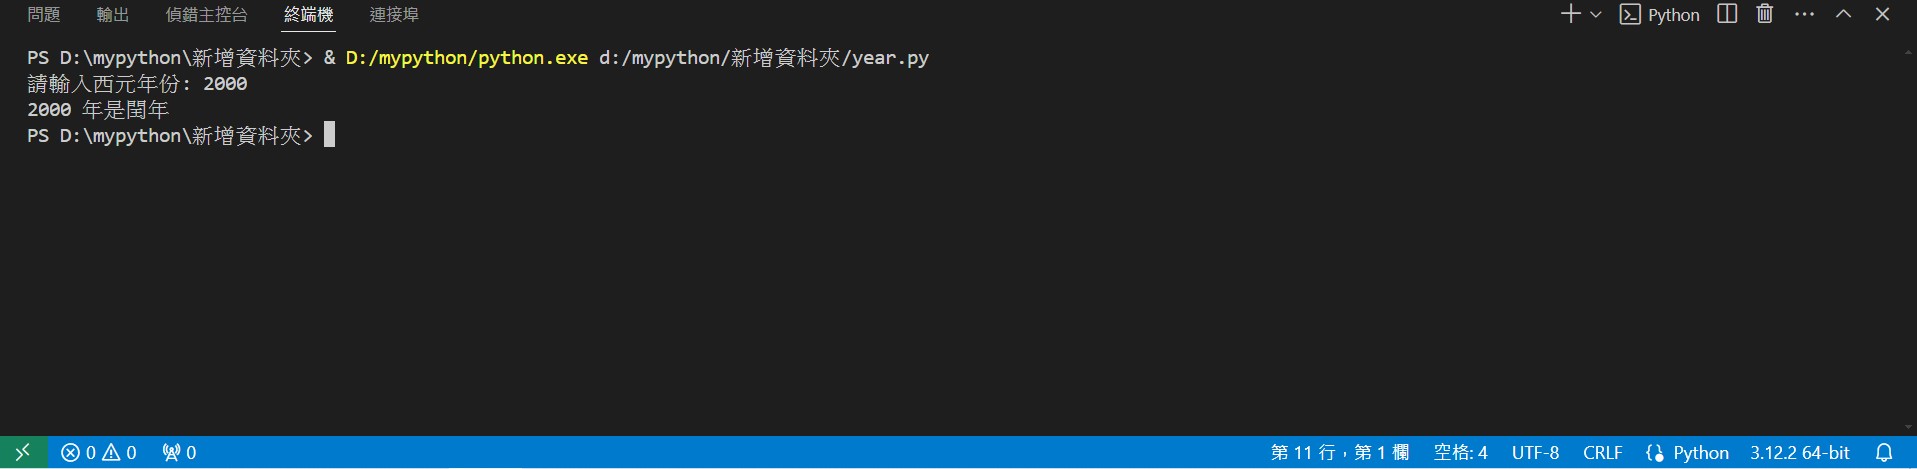 問題 輸出 偵錯主控台 終端機 連接埠 Python
PS D:\mypython\新增資料夾> & D:/mypython/python.exe d:/mypython/新增資料夾/year.py
請輸入西元年份: 2000
2000 年是閏年
PS D:\mypython\新增資料夾>
0 0 0 第 11 行，第 1 欄 空格: 4 UTF-8 CRLF Python 3.12.2 64-bit